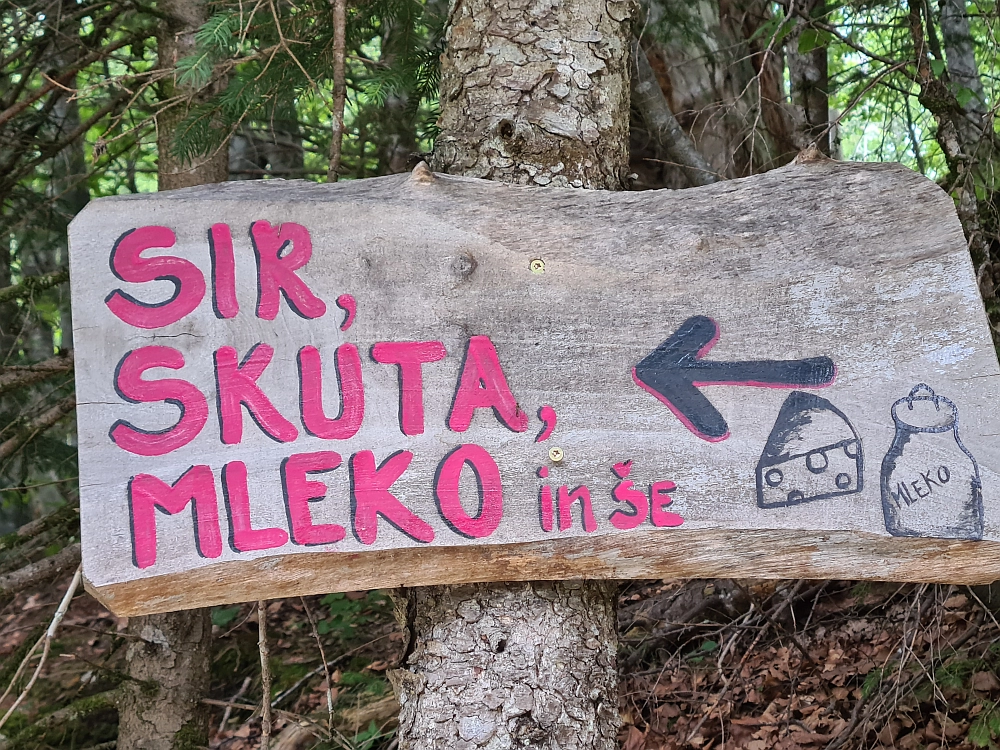 SIR,
SKUTA,
MLEKO in ŠE
MLEKO